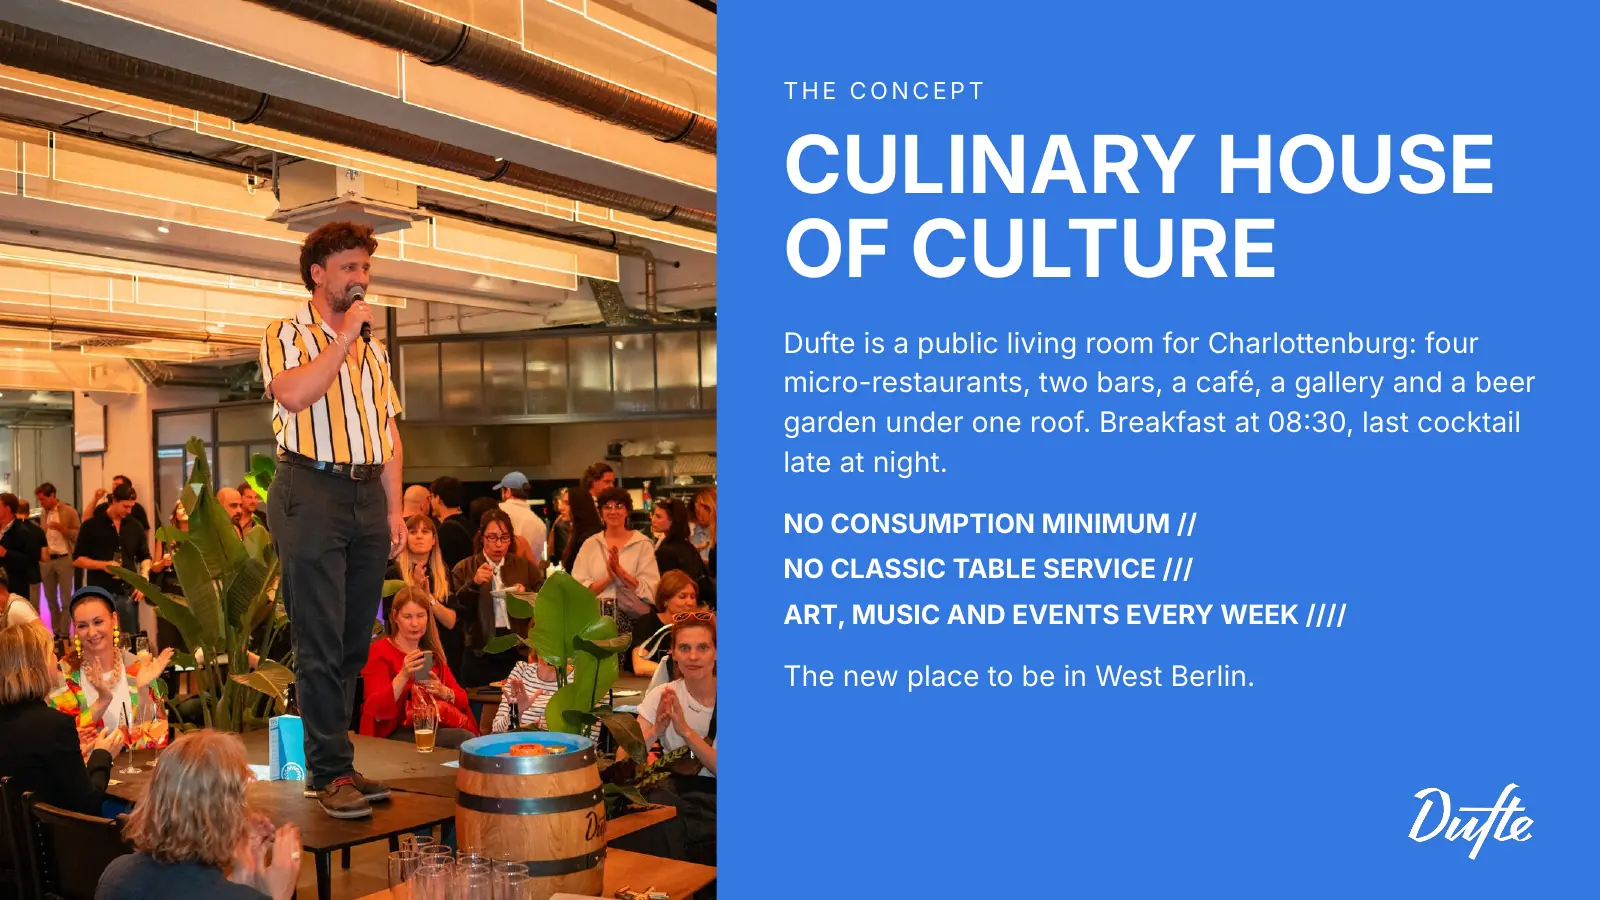 THE CONCEPT
CULINARY HOUSE
OF CULTURE
Dufte is a public living room for Charlottenburg: four
micro-restaurants, two bars, a café, a gallery and a beer
garden under one roof. Breakfast at 08:30, last cocktail
late at night.
NO CONSUMPTION MINIMUM //
NO CLASSIC TABLE SERVICE ///
ART, MUSIC AND EVENTS EVERY WEEK ////
The new place to be in West Berlin.
Dufte